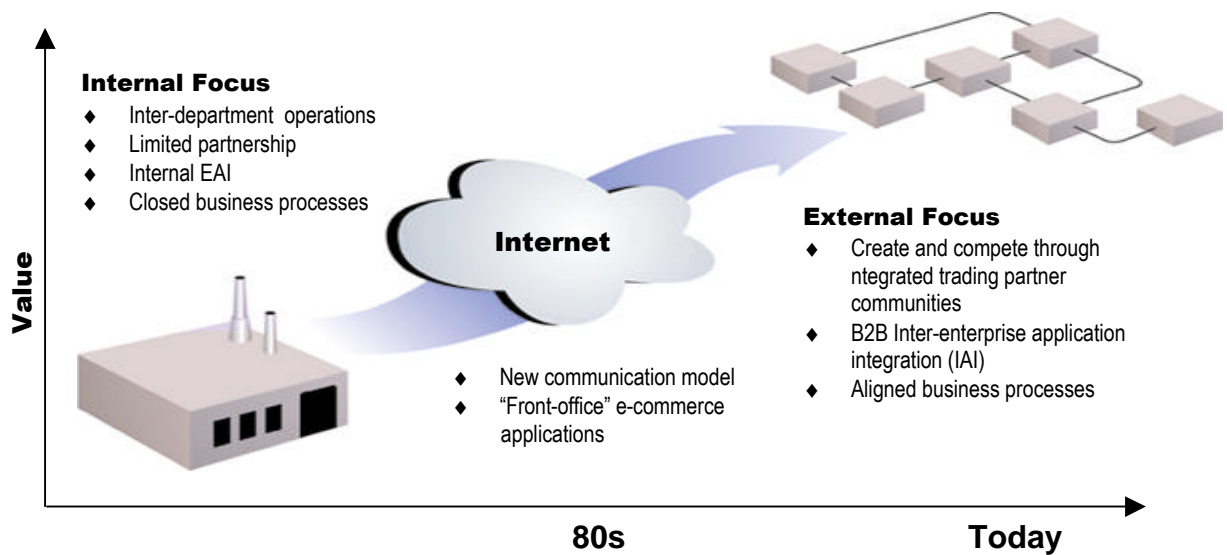 Internal Focus
♦ Inter-department operations
♦ Limited partnership
♦ Internal EAI
♦ Closed business processes
Value
Internet
♦ New communication model
♦ “Front-office” e-commerce
applications
External Focus
♦ Create and compete through
ntegrated trading partner
communities
♦ B2B Inter-enterprise application
integration (IAI)
♦ Aligned business processes
80s
Today